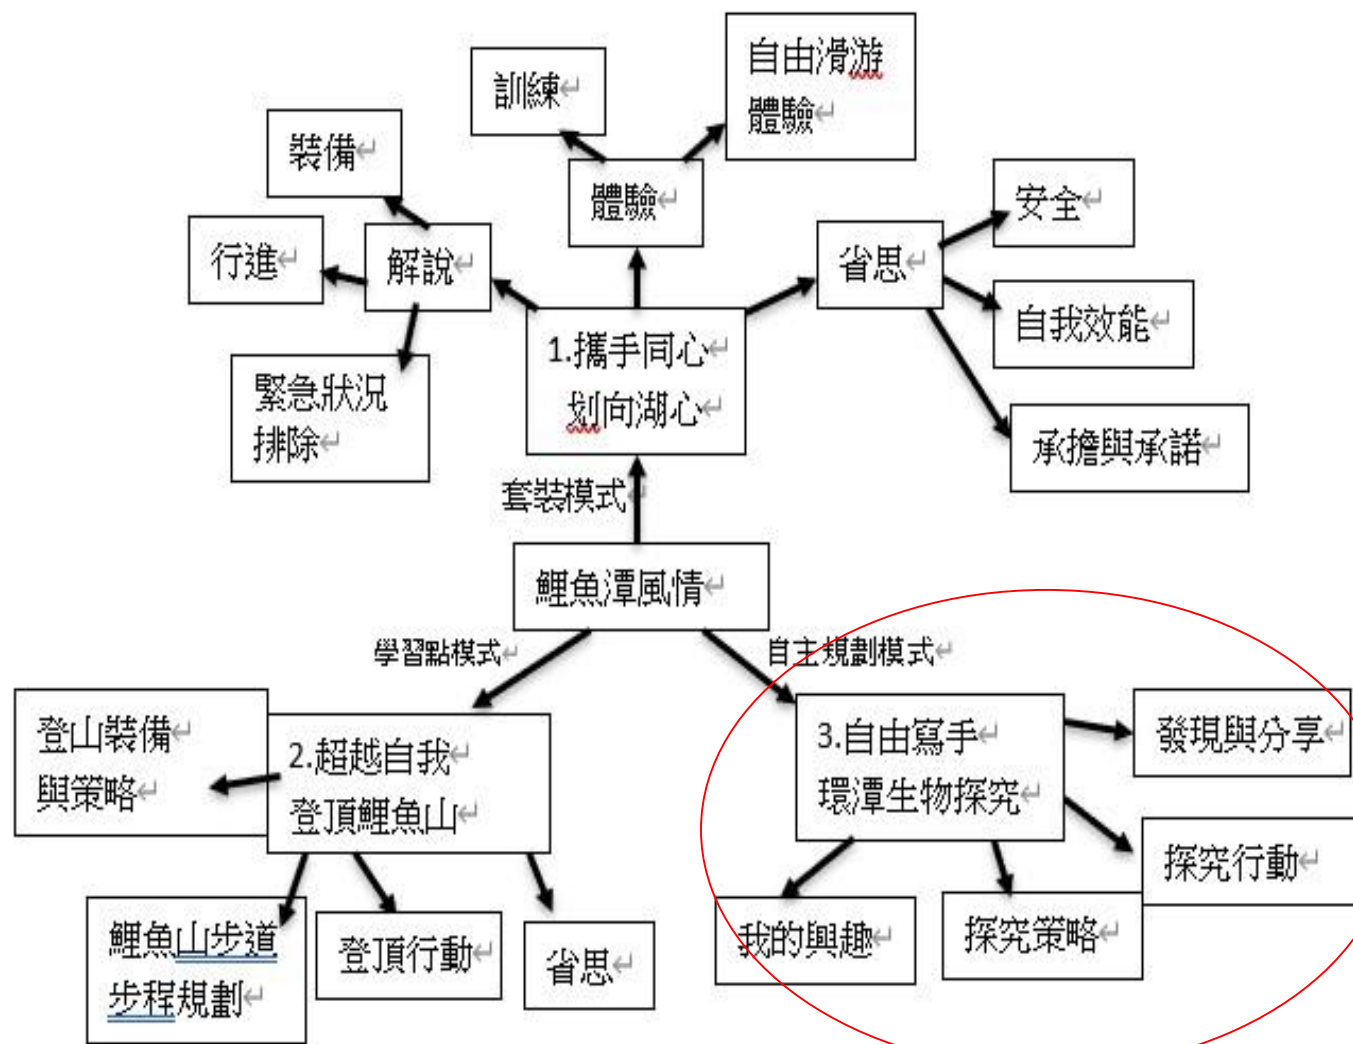 自由滑游
體驗
訓練
裝備
體驗
安全
行進
解說
省思
自我效能
1.攜手同心
划向湖心
緊急狀況
排除
承擔與承諾
套裝模式
鯉魚潭風情
學習點模式
自主規劃模式
登山裝備
與策略
2.超越自我
登頂鯉魚山
3.自由寫手
環潭生物探究
發現與分享
探究行動
鯉魚山步道
步程規劃
登頂行動
省思
我的興趣
探究策略